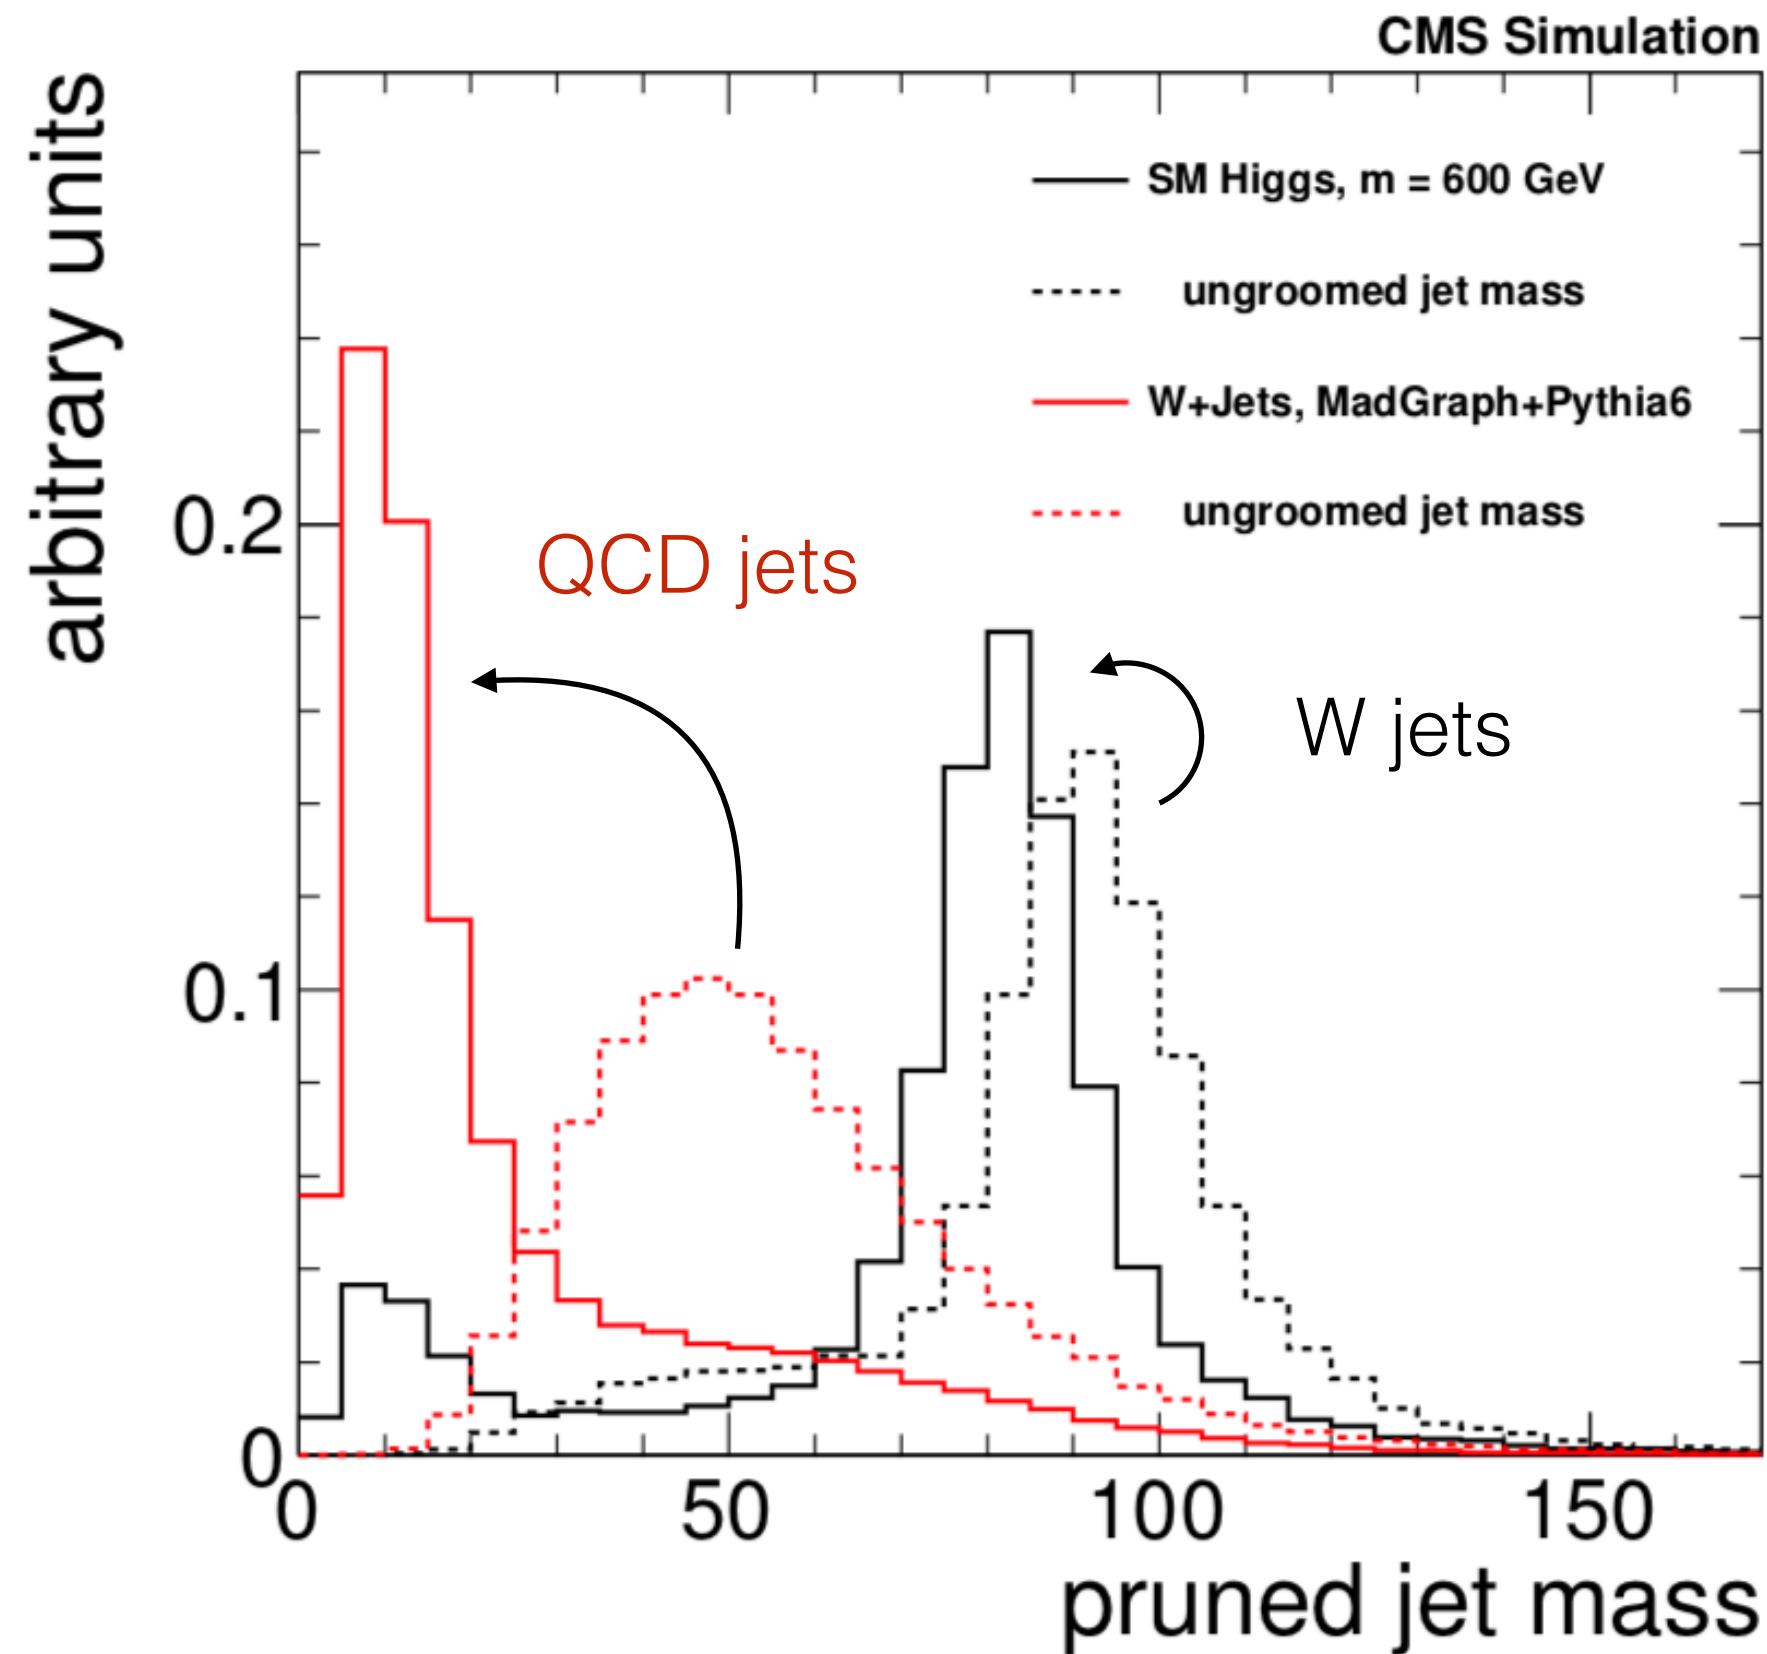 CMS Simulation
arbitrary units
SM Higgs, m = 600 GeV
ungroomed jet mass
W+Jets, MadGraph+Pythia6
ungroomed jet mass
0.2
QCD jets
W jets
0.1
0
0 50 100 150
pruned jet mass